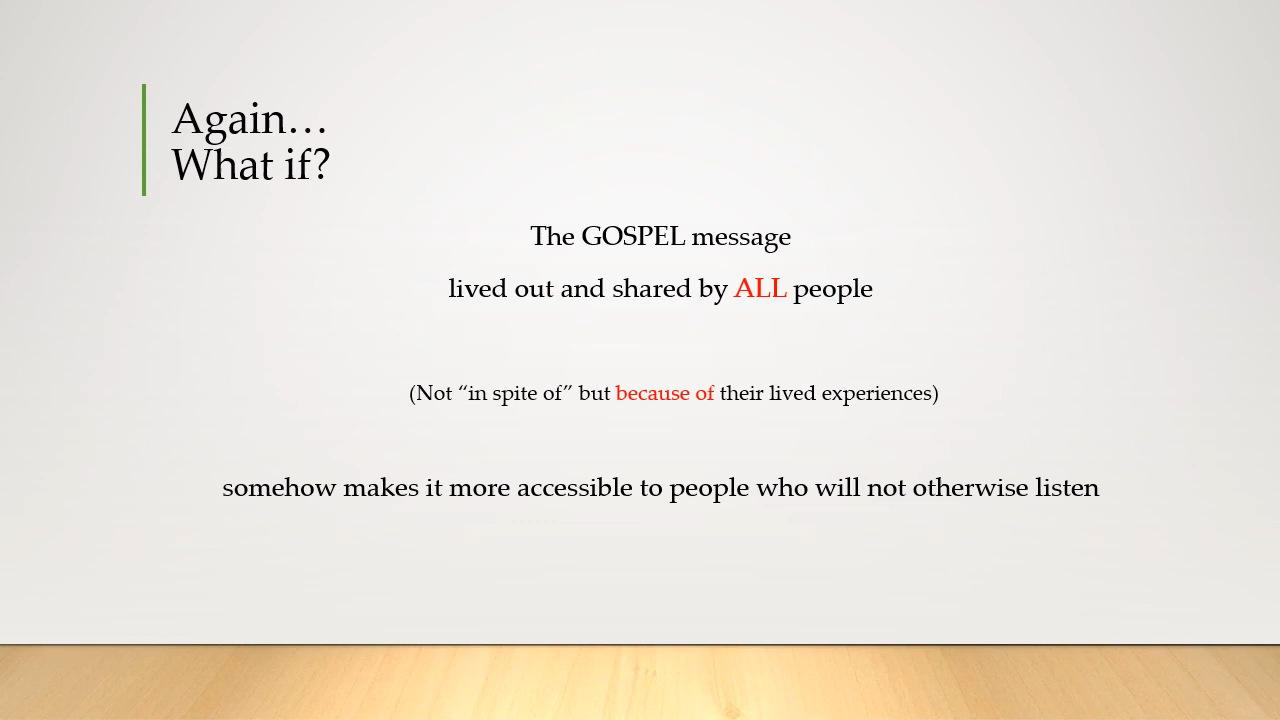 Again…
What if?
The GOSPEL message
lived out and shared by ALL people
(Not “in spite of” but because of their lived experiences)
somehow makes it more accessible to people who will not otherwise listen